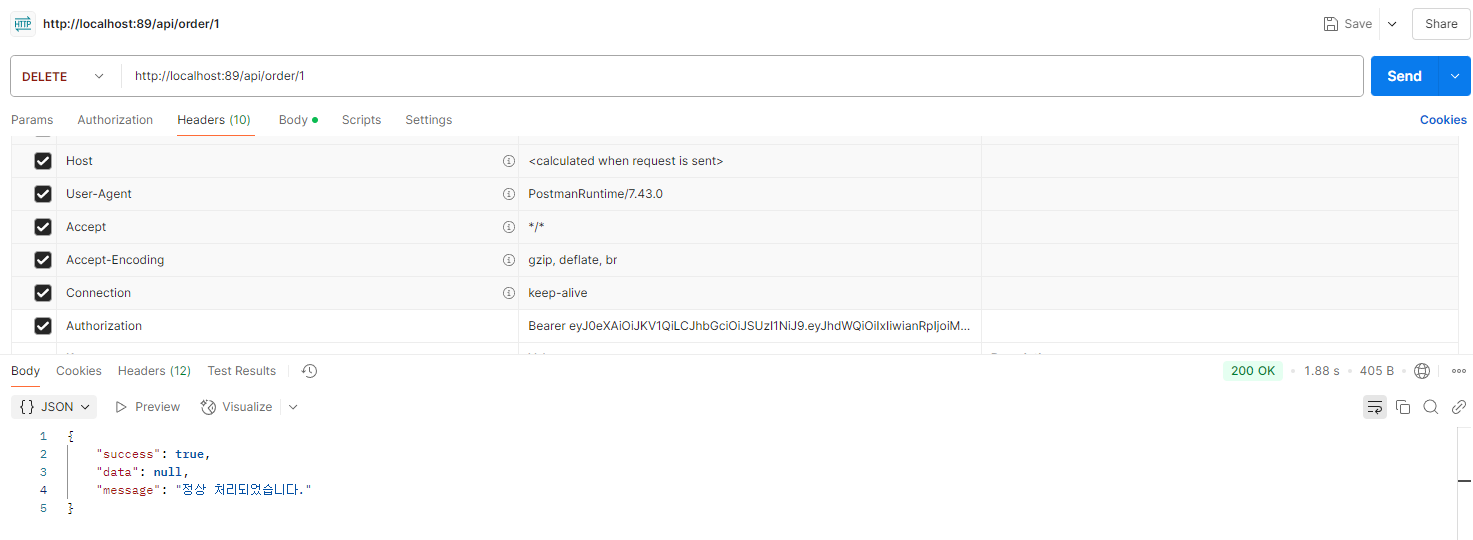 HTTP http://localhost:89/api/order/1 Save Share
DELETE http://localhost:89/api/order/1 Send
Params Authorization Headers (10) Body Scripts Settings Cookies
Host <calculated when request is sent>
User-Agent PostmanRuntime/7.43.0
Accept */*
Accept-Encoding gzip, deflate, br
Connection keep-alive
Authorization Bearer eyJ0eXAiOiJKV1QiLCJhbGciOiJSUzI1NiJ9.eyJhdWQiOiIxIiwianRpIjoiM...
Body Cookies Headers (12) Test Results 200 OK 1.88 s 405 B
{} JSON Preview Visualize
1 {
2 "success": true,
3 "data": null,
4 "message": "정상 처리되었습니다."
5 }